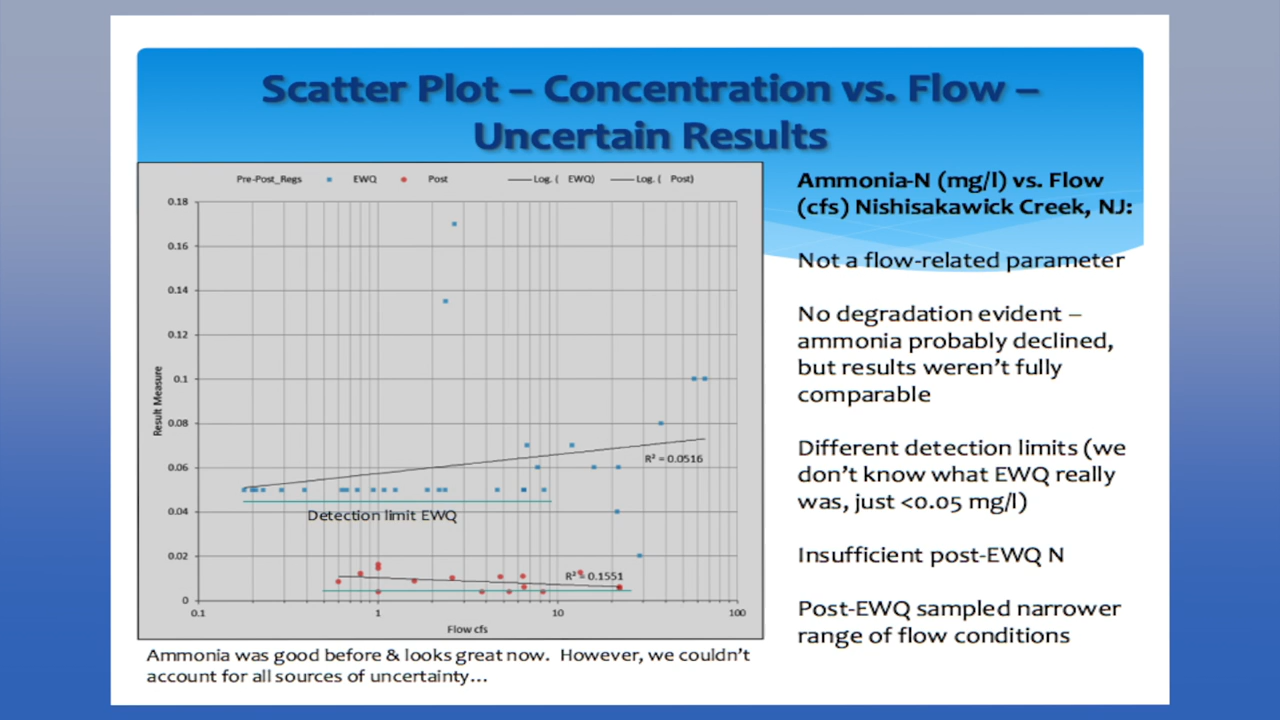 Scatter Plot – Concentration vs. Flow –
Uncertain Results
Pre-Post_Regs EWQ Post Log. ( EWQ) Log. ( Post)
0.18
0.16
0.14
0.12
0.1
0.08
0.06
0.04
0.02
0
Result Measure
R² = 0.0516
Detection limit EWQ
R² = 0.1551
0.1 1 10 100
Flow cfs
Ammonia was good before & looks great now. However, we couldn't
account for all sources of uncertainty...
Ammonia-N (mg/l) vs. Flow
(cfs) Nishisakawick Creek, NJ:
Not a flow-related parameter
No degradation evident –
ammonia probably declined,
but results weren't fully
comparable
Different detection limits (we
don't know what EWQ really
was, just <0.05 mg/l)
Insufficient post-EWQ N
Post-EWQ sampled narrower
range of flow conditions